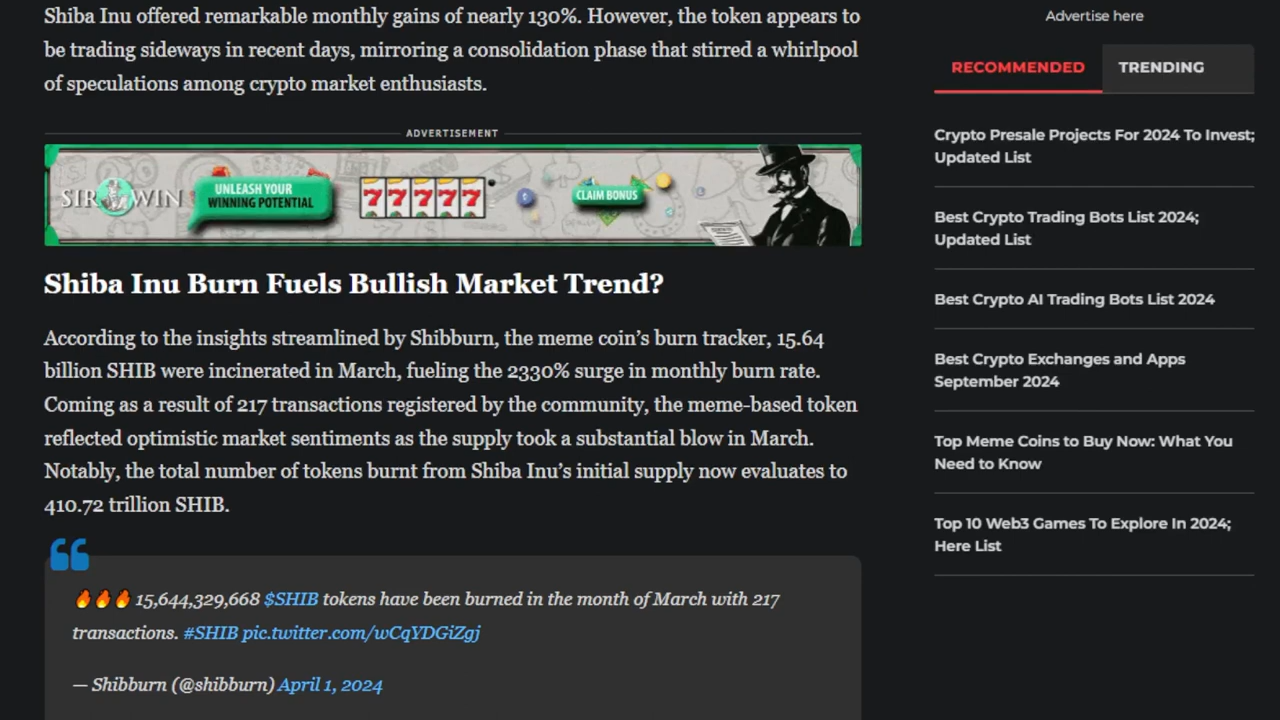 Shiba Inu offered remarkable monthly gains of nearly 130%. However, the token appears to
be trading sideways in recent days, mirroring a consolidation phase that stirred a whirlpool
of speculations among crypto market enthusiasts.
ADVERTISEMENT
SIR WIN
UNLEASH YOUR
WINNING POTENTIAL
7 7 7 7 7
CLAIM BONUS
Shiba Inu Burn Fuels Bullish Market Trend?
According to the insights streamlined by Shibburn, the meme coin’s burn tracker, 15.64
billion SHIB were incinerated in March, fueling the 2330% surge in monthly burn rate.
Coming as a result of 217 transactions registered by the community, the meme-based token
reflected optimistic market sentiments as the supply took a substantial blow in March.
Notably, the total number of tokens burnt from Shiba Inu’s initial supply now evaluates to
410.72 trillion SHIB.
🔥🔥🔥 15,644,329,668 $SHIB tokens have been burned in the month of March with 217
transactions. #SHIB pic.twitter.com/wCqYDGiZgj
— Shibburn (@shibburn) April 1, 2024
Advertise here
RECOMMENDED TRENDING
Crypto Presale Projects For 2024 To Invest;
Updated List
Best Crypto Trading Bots List 2024;
Updated List
Best Crypto AI Trading Bots List 2024
Best Crypto Exchanges and Apps
September 2024
Top Meme Coins to Buy Now: What You
Need to Know
Top 10 Web3 Games To Explore In 2024;
Here List